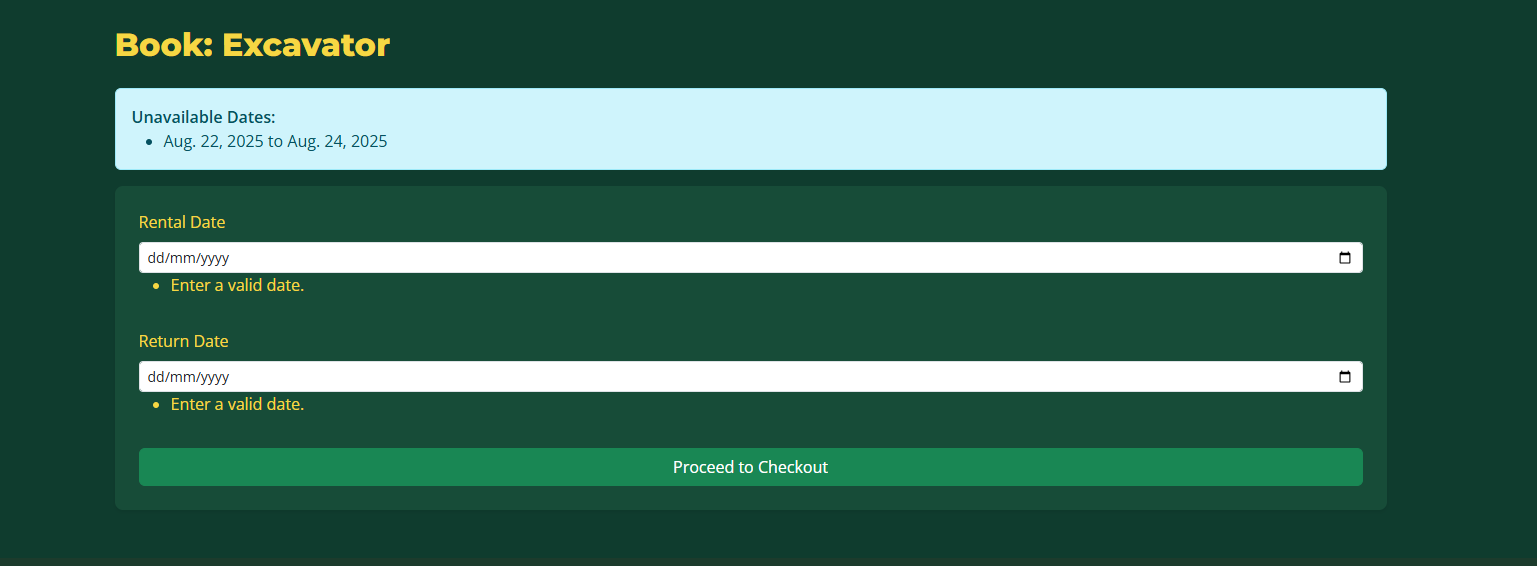 Book: Excavator
Unavailable Dates:
Aug. 22, 2025 to Aug. 24, 2025
Rental Date
dd/mm/yyyy
Enter a valid date.
Return Date
dd/mm/yyyy
Enter a valid date.
Proceed to Checkout